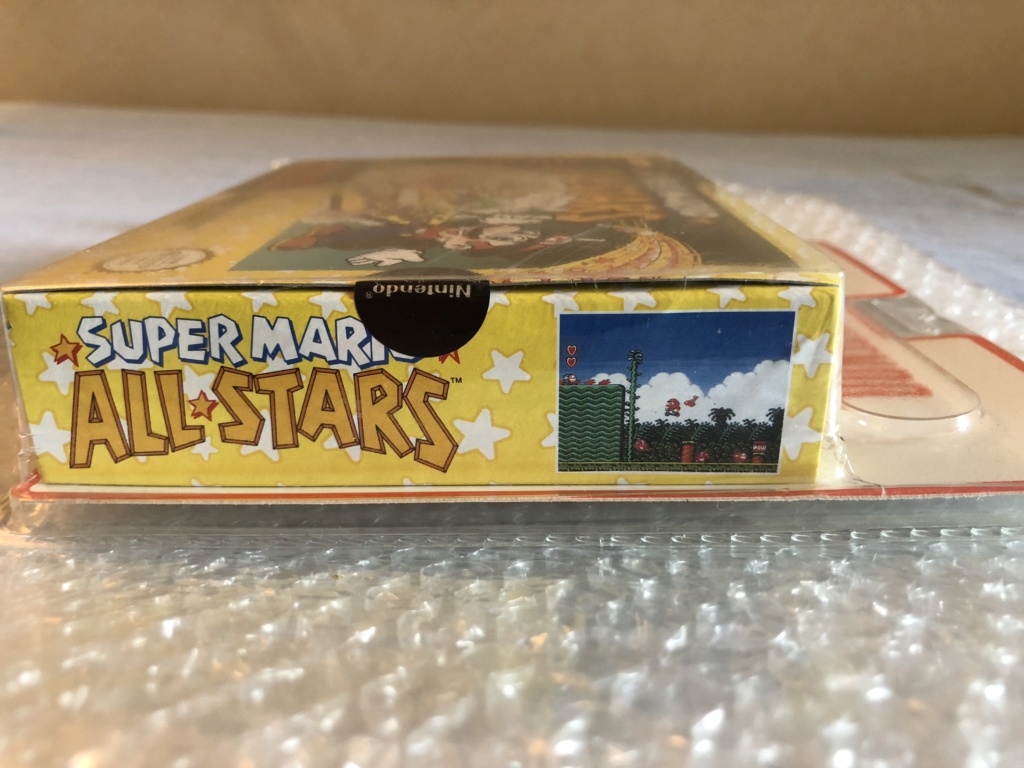 Nintendo®
SUPER MARIO
ALL-STARS™